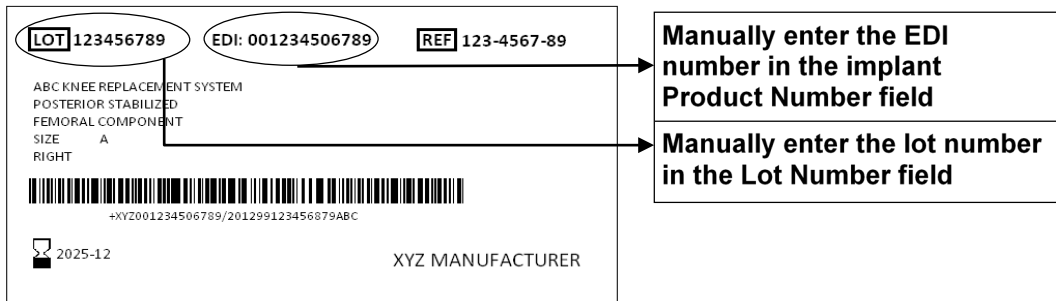 LOT 123456789 EDI: 001234506789 REF 123-4567-89
ABC KNEE REPLACEMENT SYSTEM
POSTERIOR STABILIZED
FEMORAL COMPONENT
SIZE A
RIGHT
+XYZ001234506789/201299123456879ABC
2025-12
XYZ MANUFACTURER
Manually enter the EDI
number in the implant
Product Number field
Manually enter the lot number
in the Lot Number field